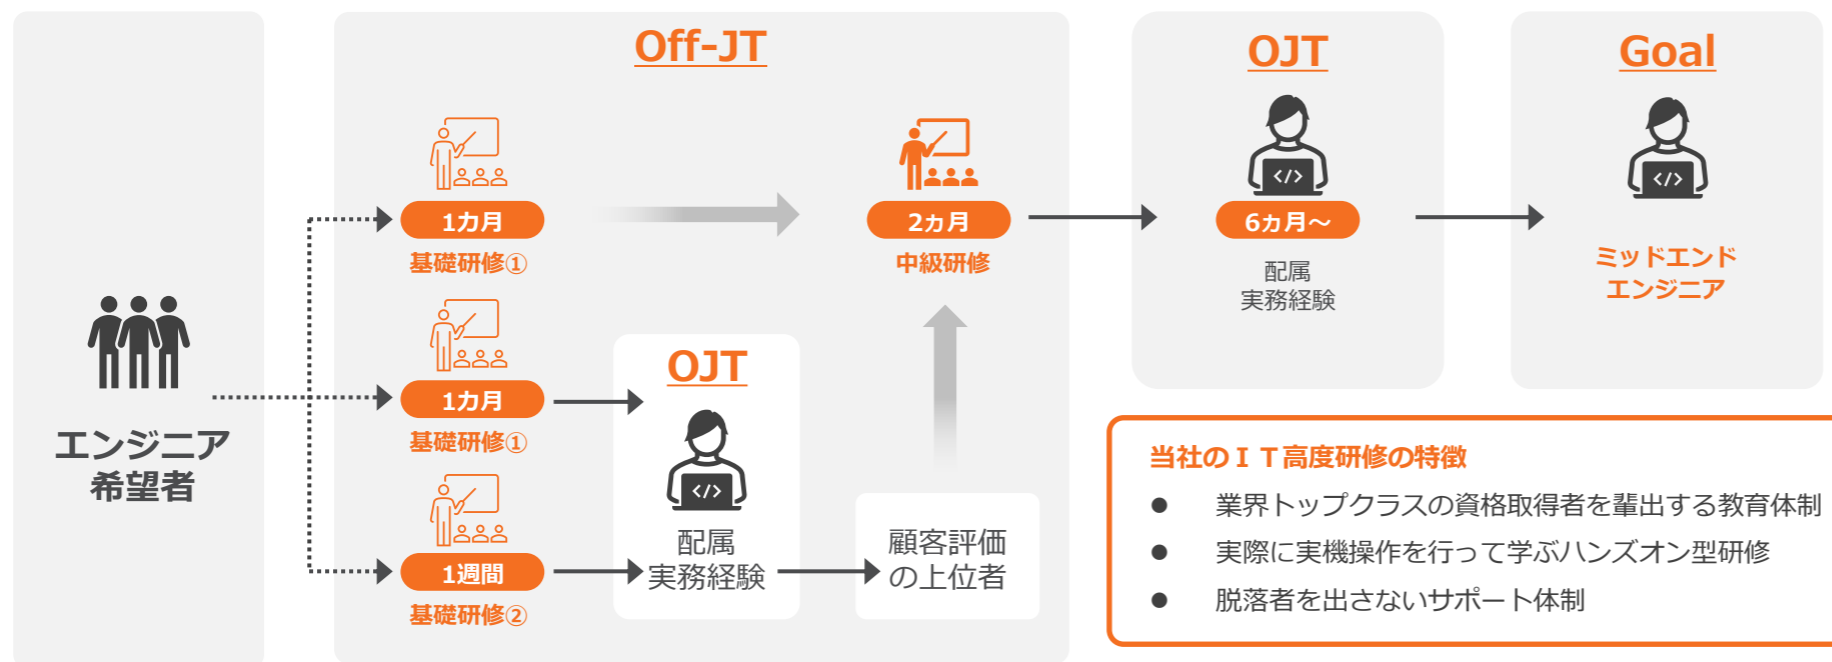 エンジニア
希望者
Off-JT
1カ月
基礎研修①
1カ月
基礎研修①
1週間
基礎研修②
OJT
</>
配属
実務経験
顧客評価
の上位者
2ヵ月
中級研修
OJT
</>
6ヵ月～
配属
実務経験
Goal
</>
ミッドエンド
エンジニア
当社のＩＴ高度研修の特徴
● 業界トップクラスの資格取得者を輩出する教育体制
● 実際に実機操作を行って学ぶハンズオン型研修
● 脱落者を出さないサポート体制